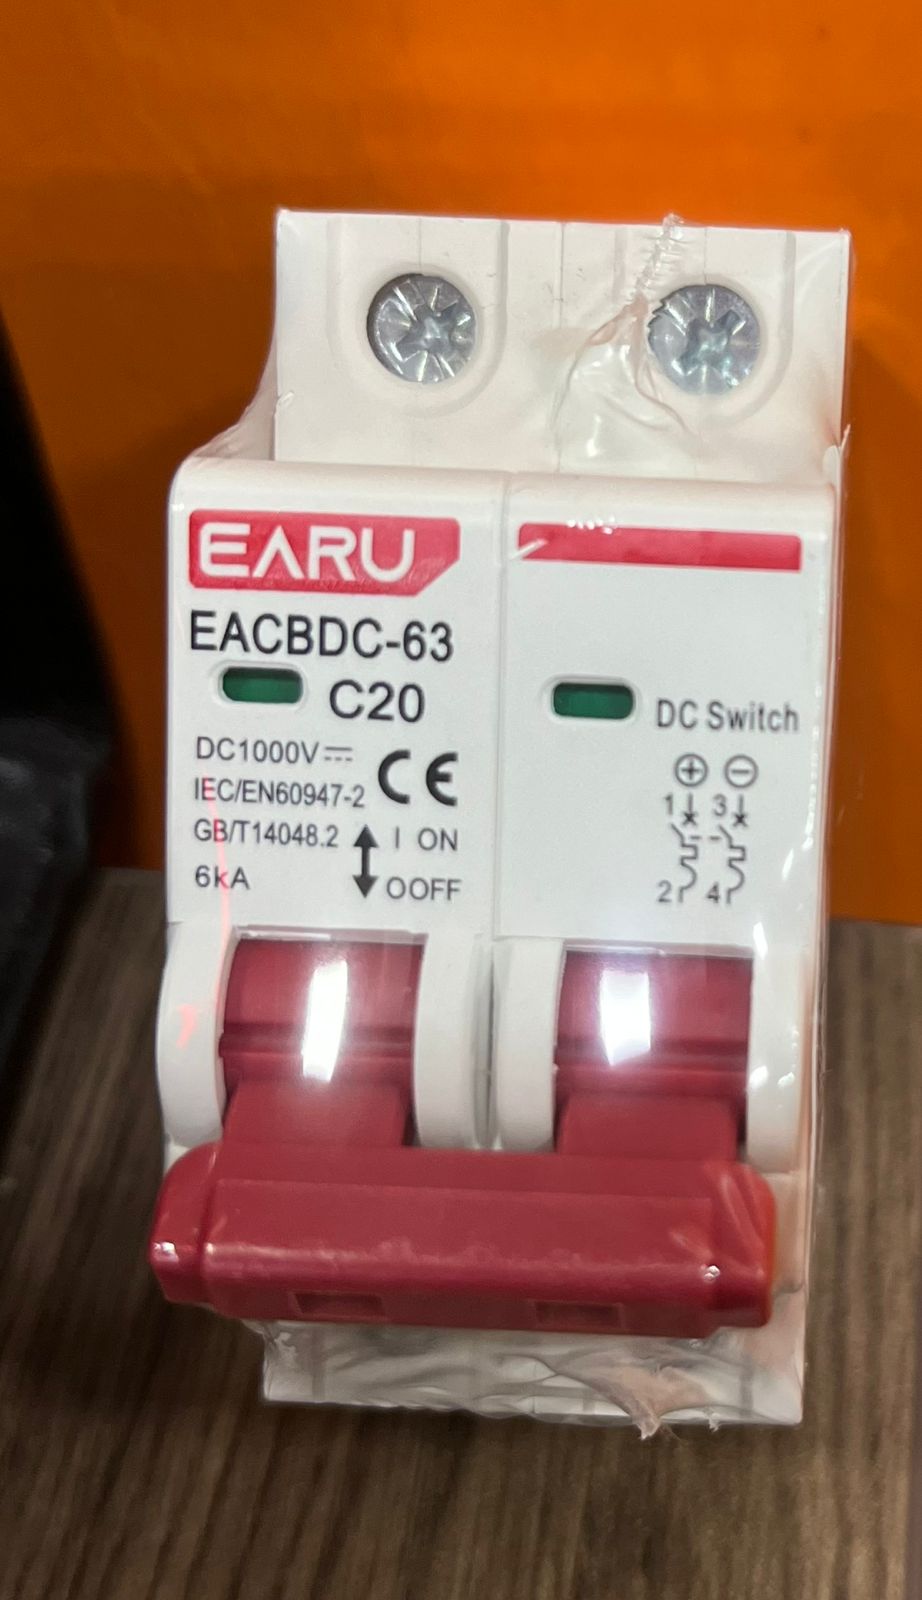 EARU
EACBDC-63
C20
DC1000V
CE
IEC/EN60947-2
GB/T14048.2
I ON
6kA
OOFF
DC Switch
+ -
1 3
2 4